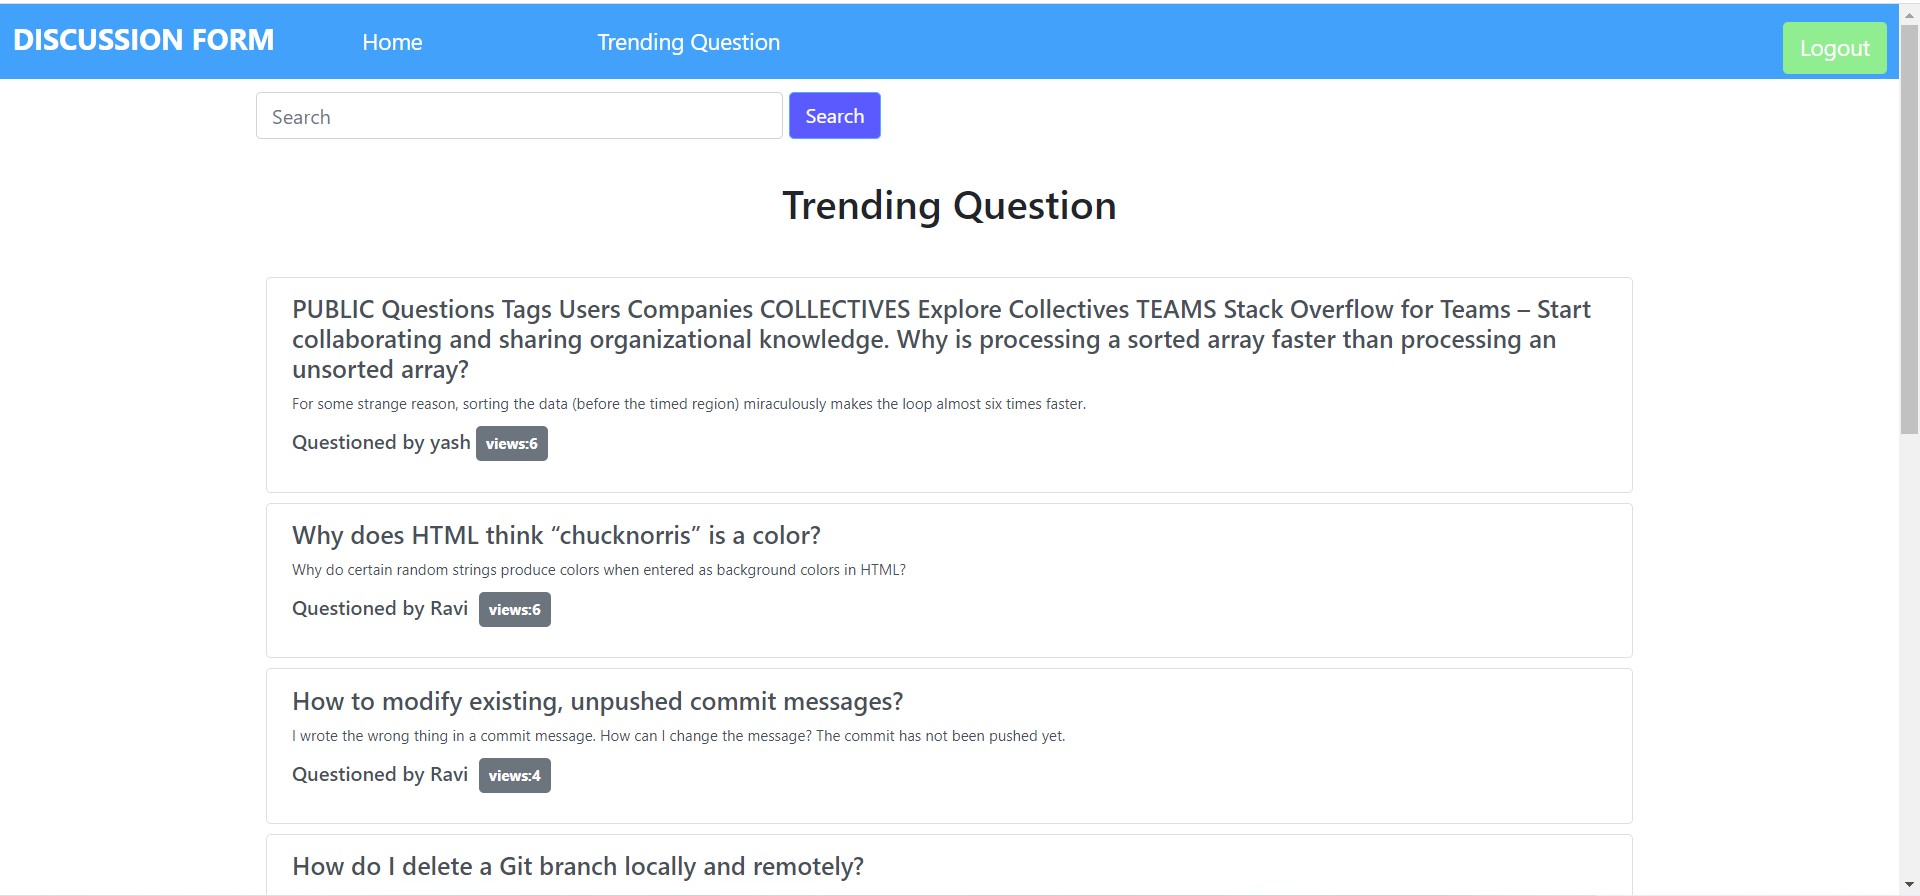 DISCUSSION FORM Home Trending Question Logout
Search Search
Trending Question
PUBLIC Questions Tags Users Companies COLLECTIVES Explore Collectives TEAMS Stack Overflow for Teams – Start
collaborating and sharing organizational knowledge. Why is processing a sorted array faster than processing an
unsorted array?
For some strange reason, sorting the data (before the timed region) miraculously makes the loop almost six times faster.
Questioned by yash views:6
Why does HTML think “chucknorris” is a color?
Why do certain random strings produce colors when entered as background colors in HTML?
Questioned by Ravi views:6
How to modify existing, unpushed commit messages?
I wrote the wrong thing in a commit message. How can I change the message? The commit has not been pushed yet.
Questioned by Ravi views:4
How do I delete a Git branch locally and remotely?